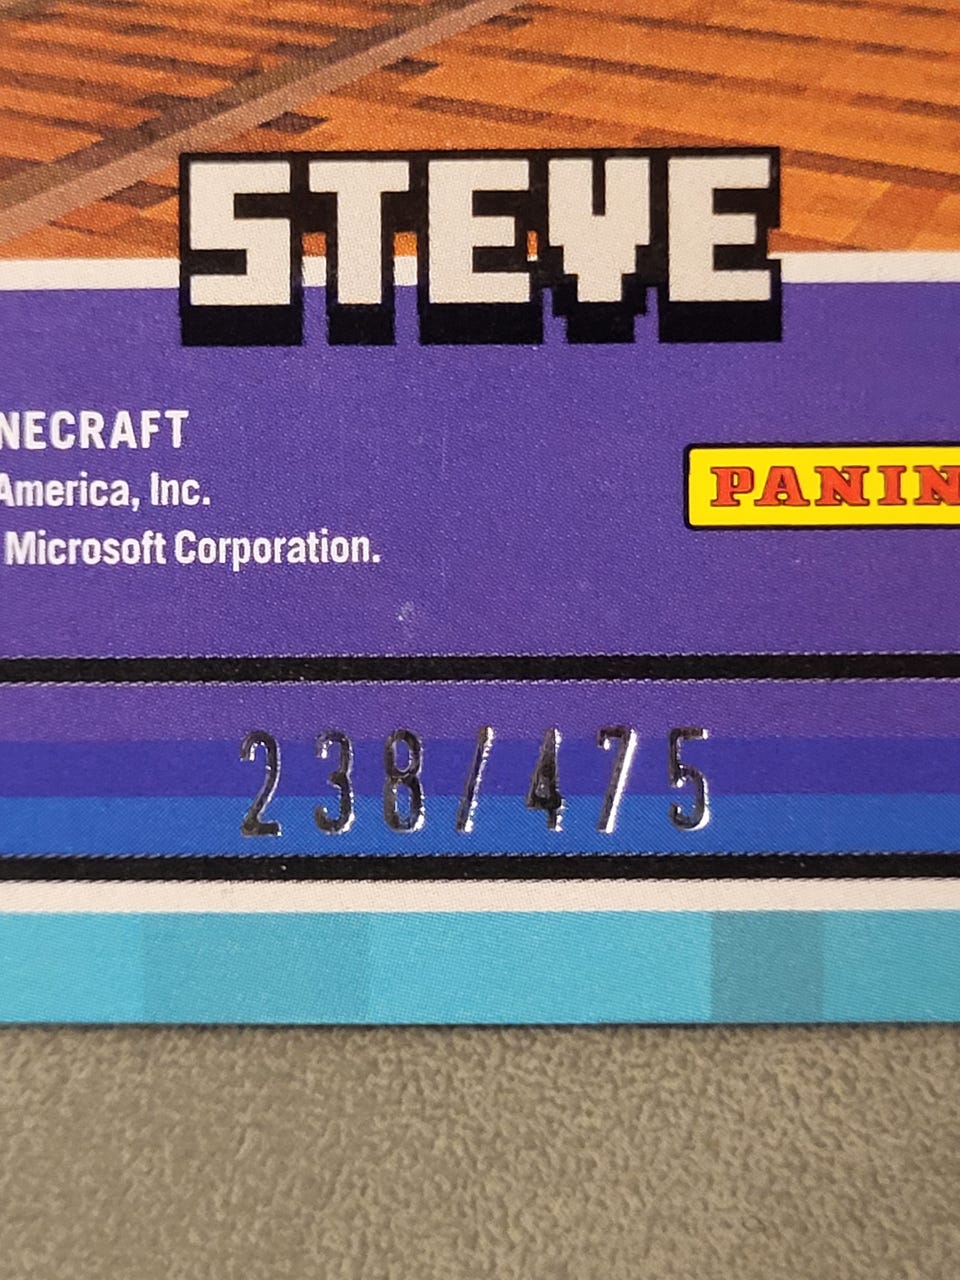 STEVE
NECRAFT
America, Inc.
Microsoft Corporation.
PANIN
238/475